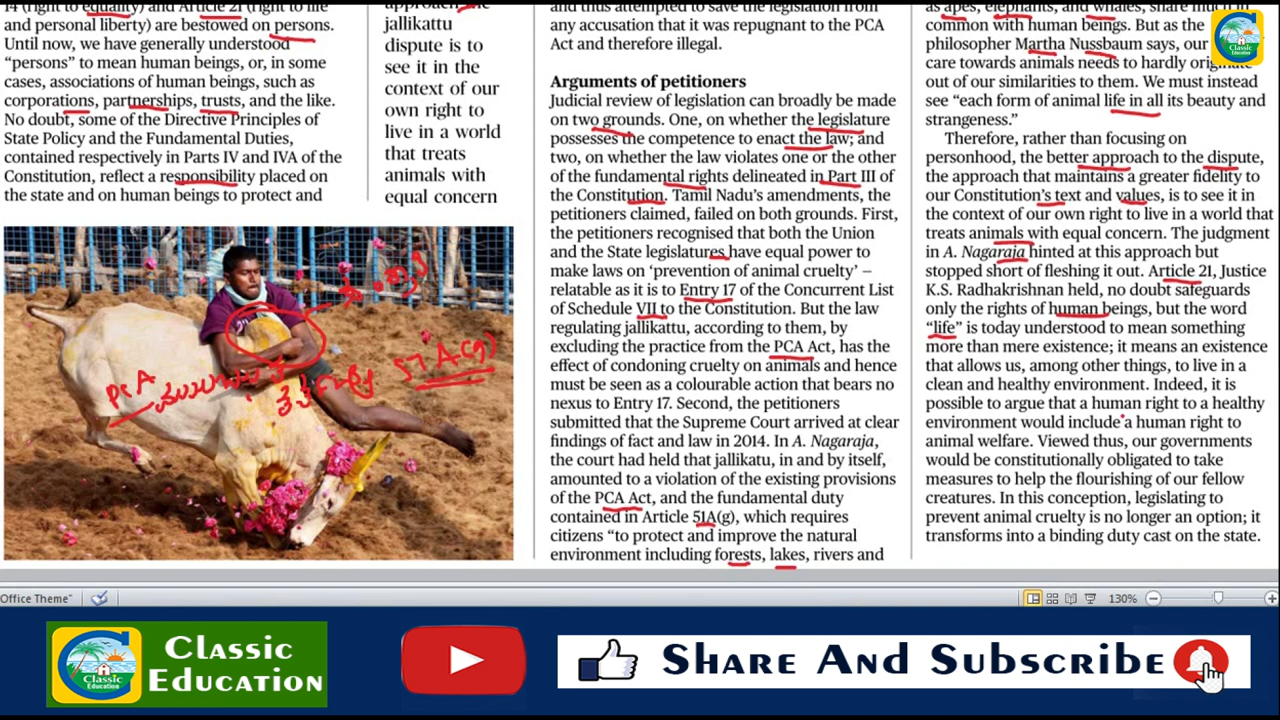 14 (right to equality) and Article 21 (right to life
and personal liberty) are bestowed on persons.
Until now, we have generally understood
“persons” to mean human beings, or, in some
cases, associations of human beings, such as
corporations, partnerships, trusts, and the like.
No doubt, some of the Directive Principles of
State Policy and the Fundamental Duties,
contained respectively in Parts IV and IVA of the
Constitution, reflect a responsibility placed on
the state and on human beings to protect and
approach to the
jallikattu
dispute is to
see it in the
context of our
own right to
live in a world
that treats
animals with
equal concern
PCA
51 A(g)
and thus attempted to save the legislation from
any accusation that it was repugnant to the PCA
Act and therefore illegal.
Arguments of petitioners
Judicial review of legislation can broadly be made
on two grounds. One, on whether the legislature
possesses the competence to enact the law; and
two, on whether the law violates one or the other
of the fundamental rights delineated in Part III of
the Constitution. Tamil Nadu’s amendments, the
petitioners claimed, failed on both grounds. First,
the petitioners recognised that both the Union
and the State legislatures have equal power to
make laws on ‘prevention of animal cruelty’ –
relatable as it is to Entry 17 of the Concurrent List
of Schedule VII to the Constitution. But the law
regulating jallikattu, according to them, by
excluding the practice from the PCA Act, has the
effect of condoning cruelty on animals and hence
must be seen as a colourable action that bears no
nexus to Entry 17. Second, the petitioners
submitted that the Supreme Court arrived at clear
findings of fact and law in 2014. In A. Nagaraja,
the court had held that jallikatu, in and by itself,
amounted to a violation of the existing provisions
of the PCA Act, and the fundamental duty
contained in Article 51A(g), which requires
citizens “to protect and improve the natural
environment including forests, lakes, rivers and
as apes, elephants, and whales, share much in
common with human beings. But as the
philosopher Martha Nussbaum says, our
care towards animals needs to hardly originate
out of our similarities to them. We must instead
see “each form of animal life in all its beauty and
strangeness.”
Therefore, rather than focusing on
personhood, the better approach to the dispute,
the approach that maintains a greater fidelity to
our Constitution’s text and values, is to see it in
the context of our own right to live in a world that
treats animals with equal concern. The judgment
in A. Nagaraja hinted at this approach but
stopped short of fleshing it out. Article 21, Justice
K.S. Radhakrishnan held, no doubt safeguards
only the rights of human beings, but the word
“life” is today understood to mean something
more than mere existence; it means an existence
that allows us, among other things, to live in a
clean and healthy environment. Indeed, it is
possible to argue that a human right to a healthy
environment would include a human right to
animal welfare. Viewed thus, our governments
would be constitutionally obligated to take
measures to help the flourishing of our fellow
creatures. In this conception, legislating to
prevent animal cruelty is no longer an option; it
transforms into a binding duty cast on the state.
Classic
Education
Office Theme"
130%
Classic
Education
Classic
Education
Share And Subscribe